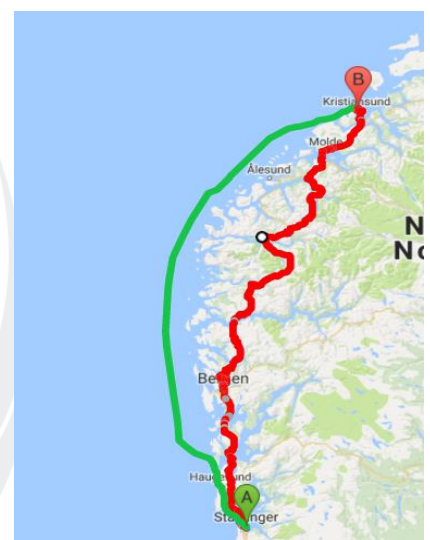 B
Kristiansund
Molde
Ålesund
N
No
Bergen
Haugesund
A
Stavanger